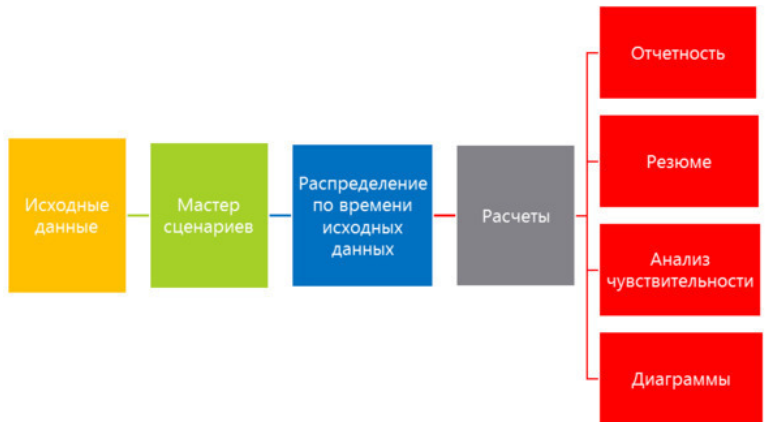 Исходные
данные
Мастер
сценариев
Распределение
по времени
исходных
данных
Расчеты
Отчетность
Резюме
Анализ
чувствительности
Диаграммы